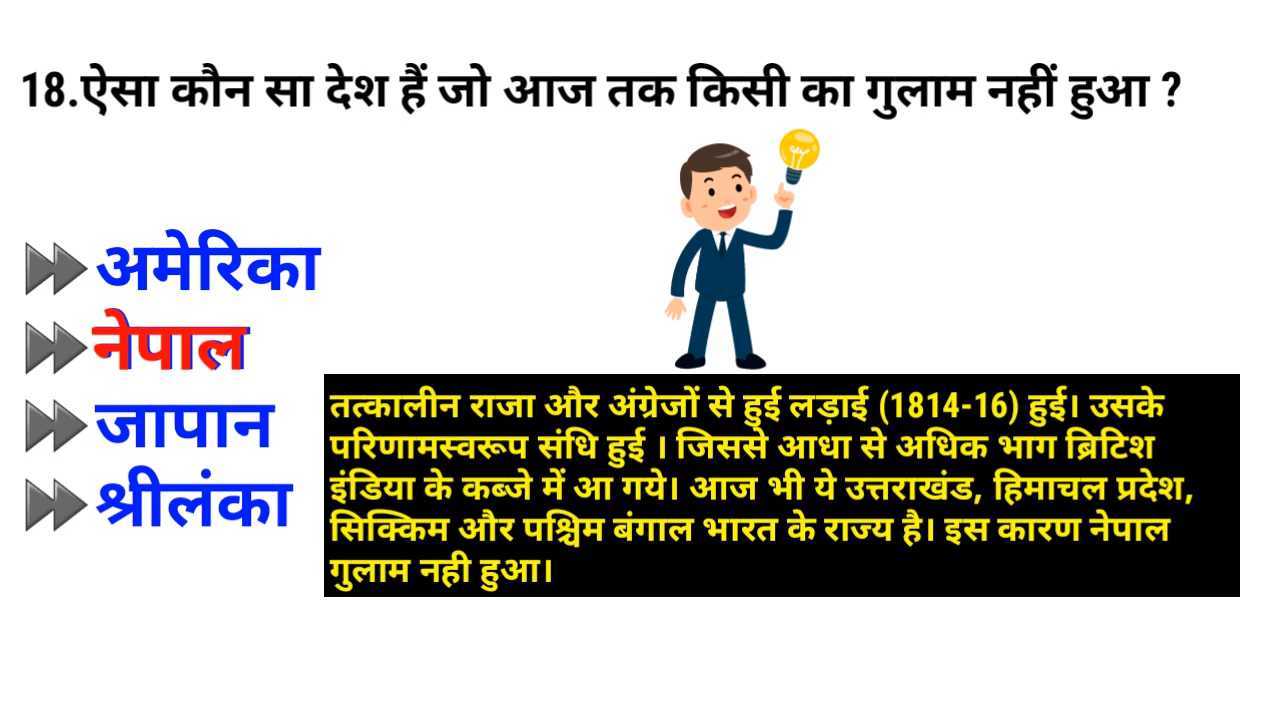 18.ऐसा कौन सा देश हैं जो आज तक किसी का गुलाम नहीं हुआ ?
अमेरिका
नेपाल
जापान
श्रीलंका
तत्कालीन राजा और अंग्रेजों से हुई लड़ाई (1814-16) हुई। उसके
परिणामस्वरूप संधि हुई । जिससे आधा से अधिक भाग ब्रिटिश
इंडिया के कब्जे में आ गये। आज भी ये उत्तराखंड, हिमाचल प्रदेश,
सिक्किम और पश्चिम बंगाल भारत के राज्य है। इस कारण नेपाल
गुलाम नही हुआ।